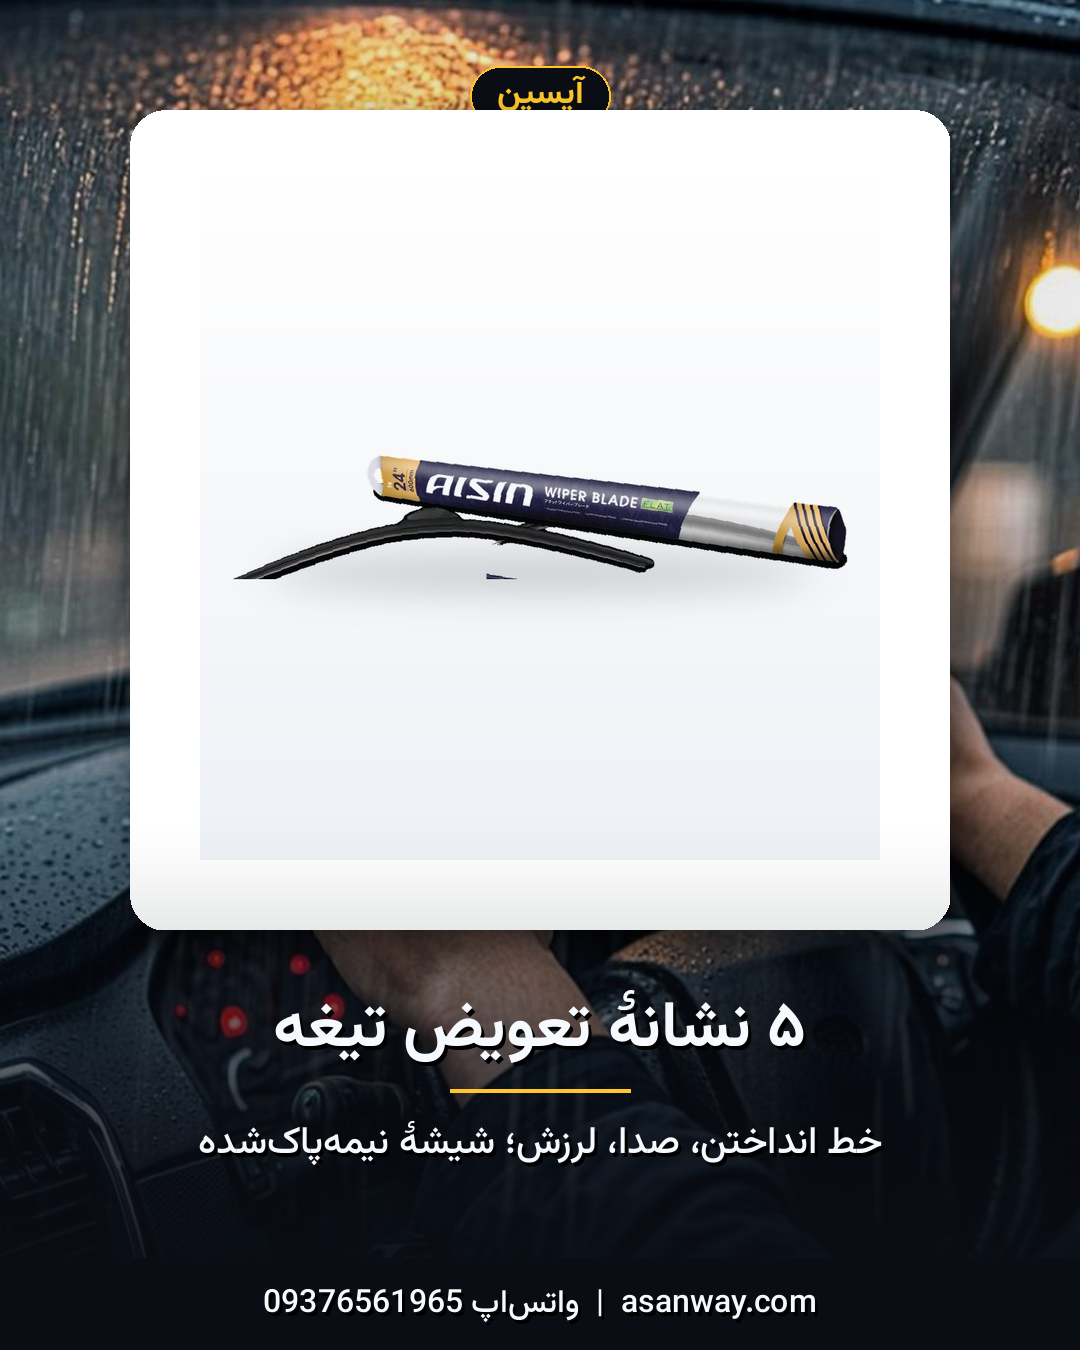 آیسین
24"
600mm
AISIN
WIPER BLADE FLAT
۵ نشانهٔ تعویض تیغه
خط انداختن، صدا، لرزش؛ شیشهٔ نیمه‌پاک‌شده
asanway.com | واتس‌اپ 09376561965